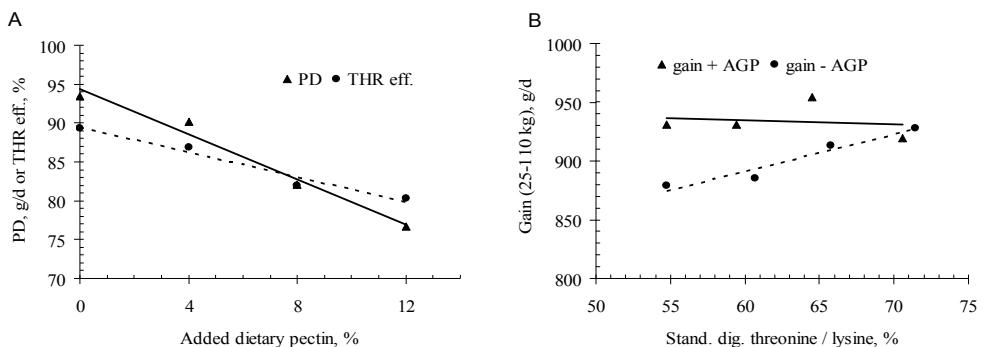 A
100
95
90
85
80
75
70
PD, g/d or THR eff., %
PD THR eff.
0 4 8 12
Added dietary pectin, %
B
1000
950
900
850
800
Gain (25-110 kg), g/d
gain + AGP gain - AGP
50 55 60 65 70 75
Stand. dig. threonine / lysine, %